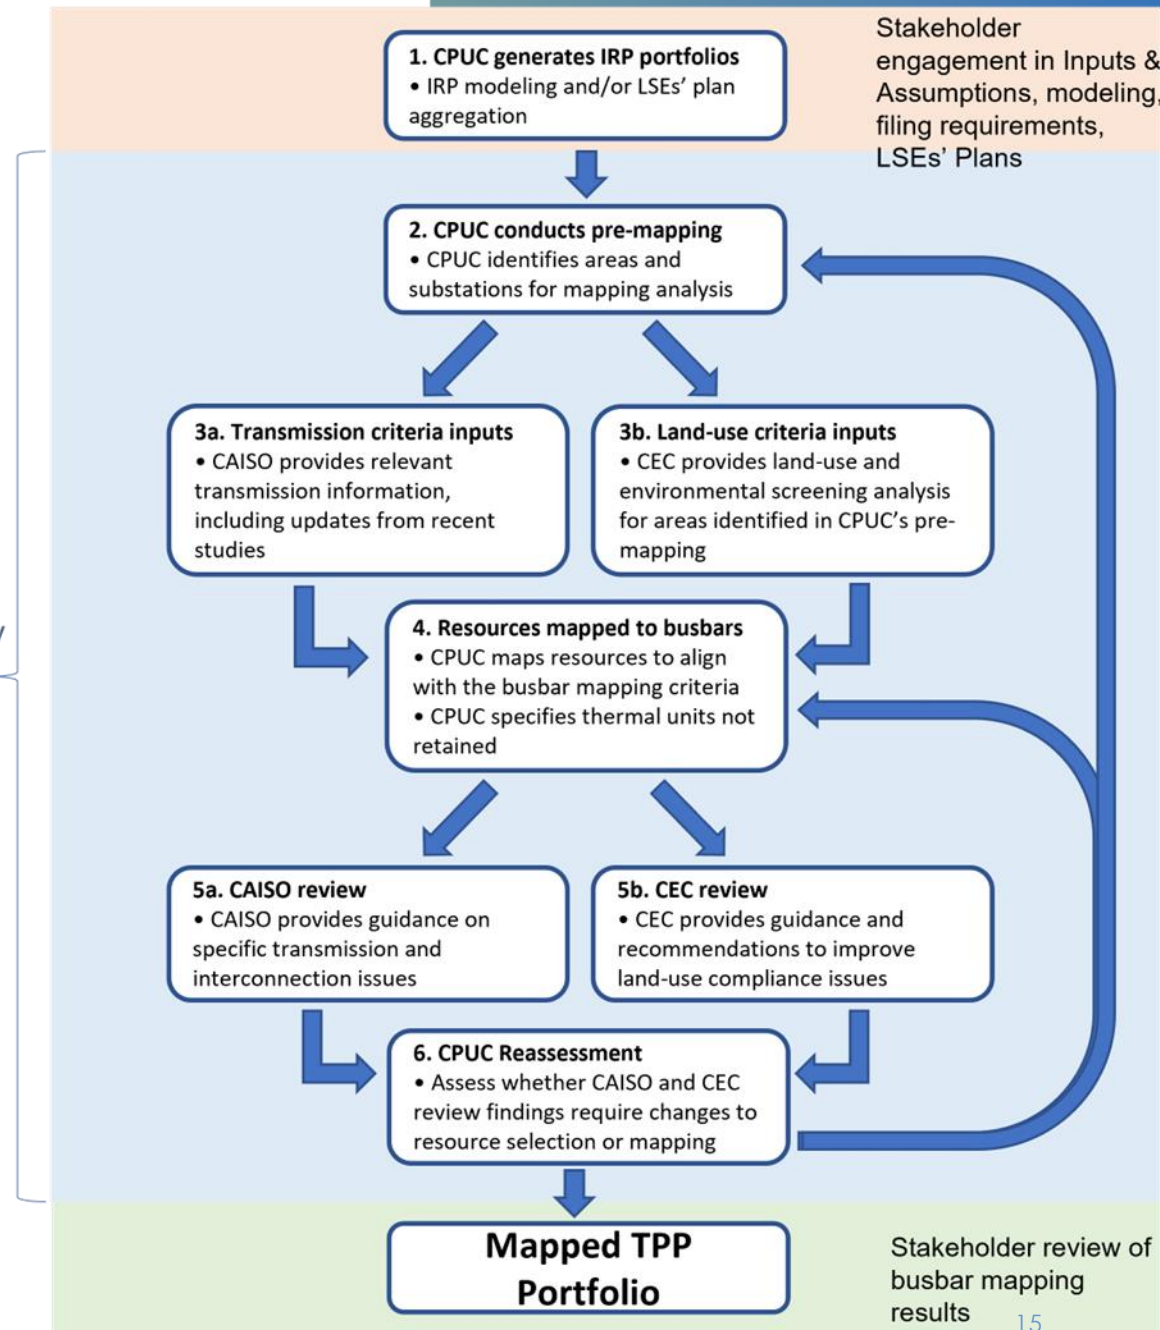 Stakeholder
engagement in Inputs &
Assumptions, modeling,
filing requirements,
LSEs' Plans
1. CPUC generates IRP portfolios
• IRP modeling and/or LSEs' plan
aggregation
2. CPUC conducts pre-mapping
• CPUC identifies areas and
substations for mapping analysis
3a. Transmission criteria inputs
• CAISO provides relevant
transmission information,
including updates from recent
studies
3b. Land-use criteria inputs
• CEC provides land-use and
environmental screening analysis
for areas identified in CPUC's pre-
mapping
4. Resources mapped to busbars
• CPUC maps resources to align
with the busbar mapping criteria
• CPUC specifies thermal units not
retained
5a. CAISO review
• CAISO provides guidance on
specific transmission and
interconnection issues
5b. CEC review
• CEC provides guidance and
recommendations to improve
land-use compliance issues
6. CPUC Reassessment
• Assess whether CAISO and CEC
review findings require changes to
resource selection or mapping
Mapped TPP
Portfolio
Stakeholder review of
busbar mapping
results
15